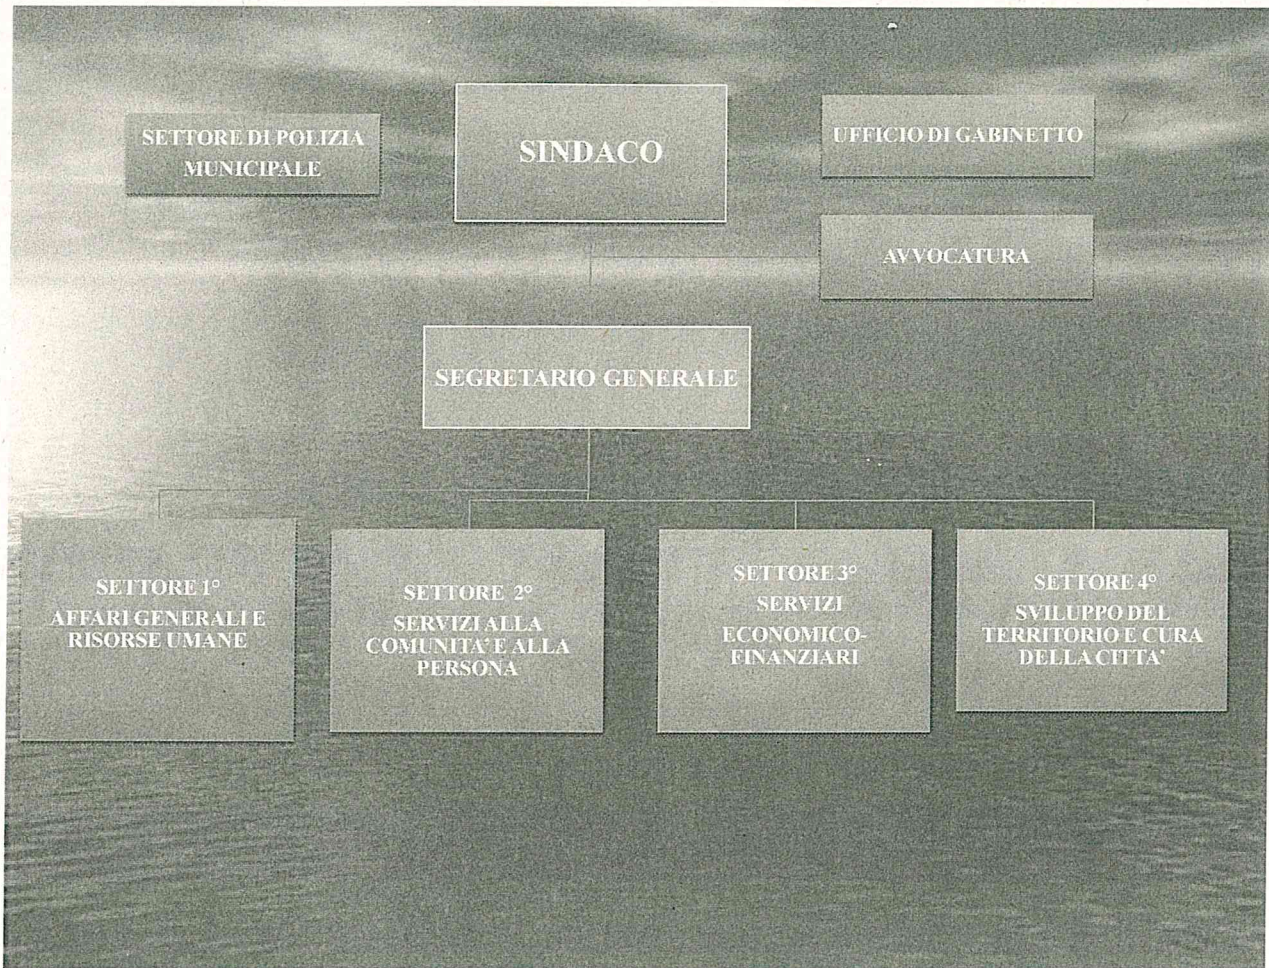 SETTORE DI POLIZIA
MUNICIPALE
SINDACO
UFFICIO DI GABINETTO
AVVOCATURA
SEGRETARIO GENERALE
SETTORE 1°
AFFARI GENERALI E
RISORSE UMANE
SETTORE 2°
SERVIZI ALLA
COMUNITA' E ALLA
PERSONA
SETTORE 3°
SERVIZI
ECONOMICO-
FINANZIARI
SETTORE 4°
SVILUPPO DEL
TERRITORIO E CURA
DELLA CITTA`